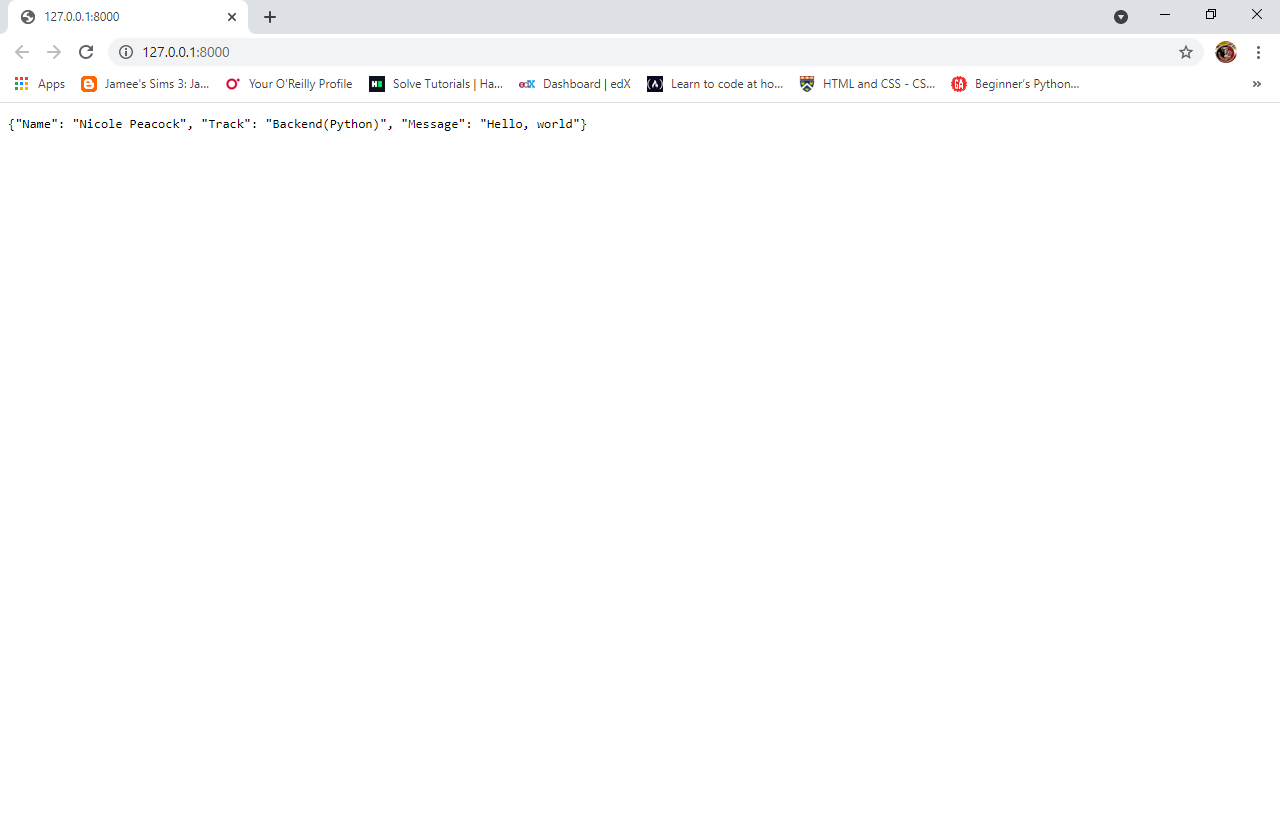 127.0.0.1:8000
127.0.0.1:8000
Apps Jamee's Sims 3: Ja... Your O'Reilly Profile Solve Tutorials | Ha... edX Dashboard | edX Learn to code at ho... HTML and CSS - CS... GA Beginner's Python...
{"Name": "Nicole Peacock", "Track": "Backend(Python)", "Message": "Hello, world"}